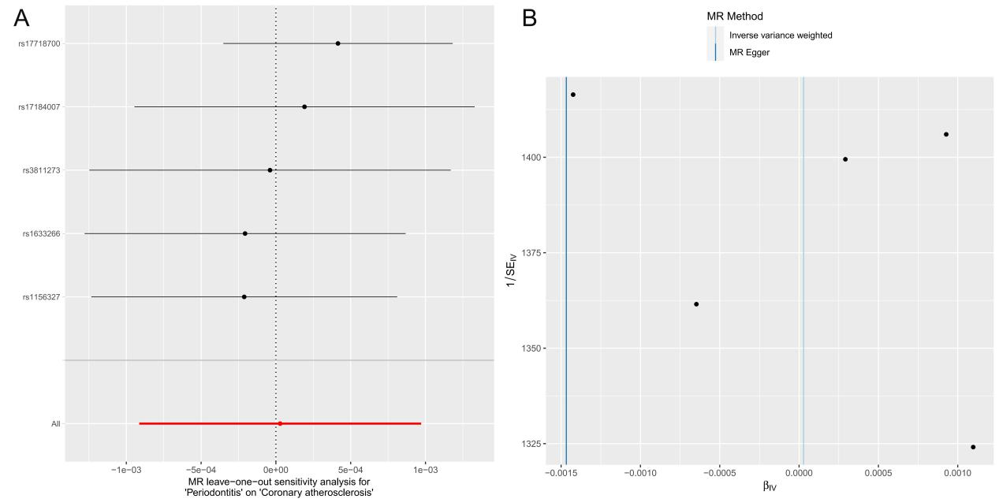 A
rs17718700
rs17184007
rs3811273
rs1633266
rs1156327
All
−1e−03
−5e−04
0e+00
5e−04
1e−03
MR leave−one−out sensitivity analysis for
'Periodontitis' on 'Coronary atherosclerosis'
B
MR Method
Inverse variance weighted
MR Egger
1/SE_IV
1400
1375
1350
1325
−0.0015
−0.0010
−0.0005
0.0000
0.0005
0.0010
β_IV